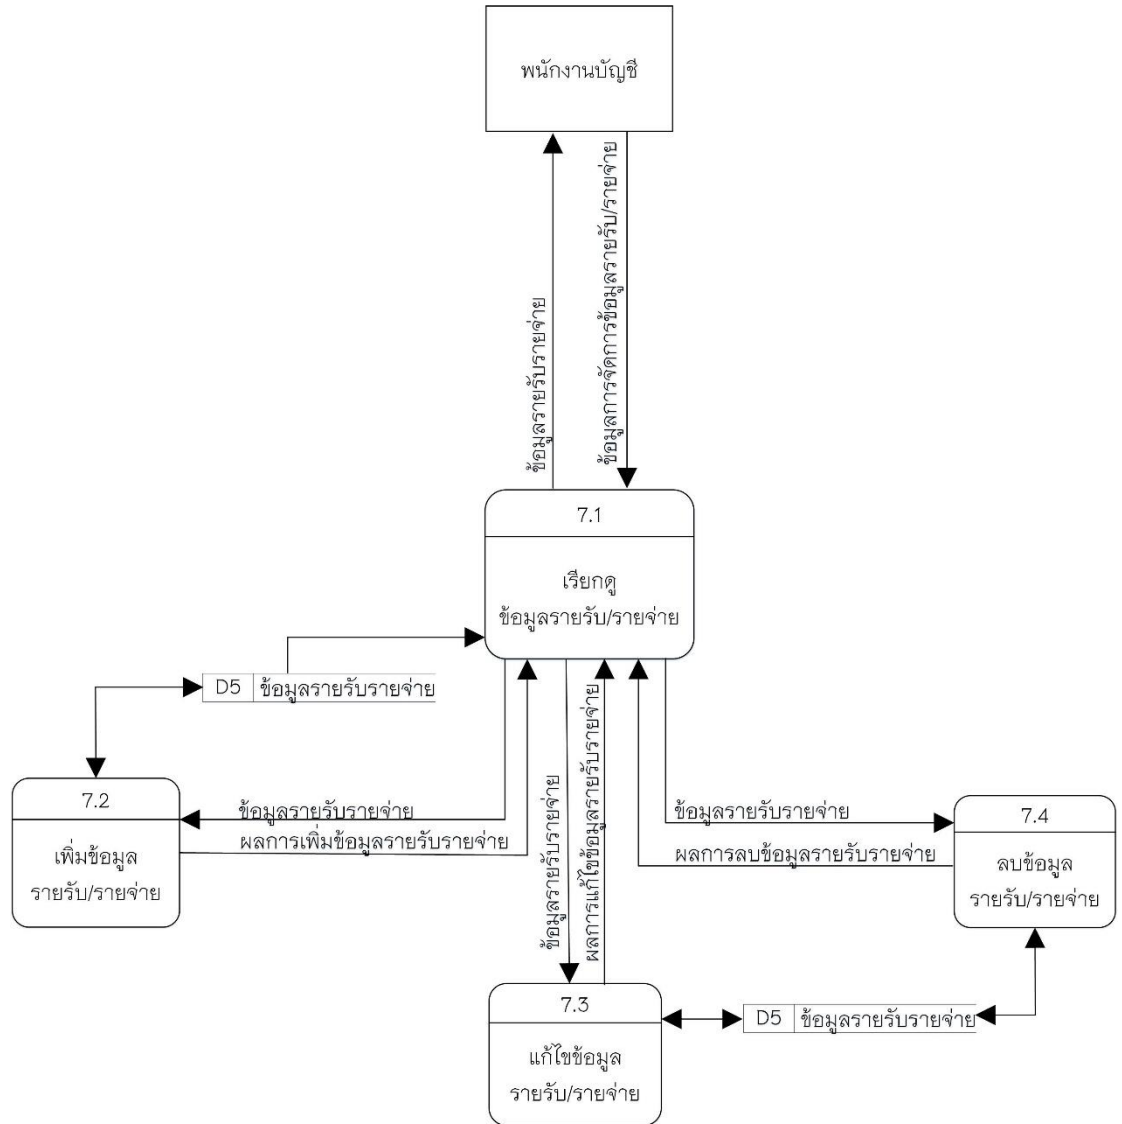 พนักงานบัญชี
ข้อมูลรายรับรายจ่าย
ข้อมูลการจัดการข้อมูลรายรับ/รายจ่าย
7.1
เรียกดู
ข้อมูลรายรับ/รายจ่าย
D5 ข้อมูลรายรับรายจ่าย
7.2
เพิ่มข้อมูล
รายรับ/รายจ่าย
ข้อมูลรายรับรายจ่าย
ผลการเพิ่มข้อมูลรายรับรายจ่าย
ข้อมูลรายรับรายจ่าย
ผลการแก้ไขข้อมูลรายรับรายจ่าย
ข้อมูลรายรับรายจ่าย
ผลการลบข้อมูลรายรับรายจ่าย
7.4
ลบข้อมูล
รายรับ/รายจ่าย
7.3
แก้ไขข้อมูล
รายรับ/รายจ่าย
D5 ข้อมูลรายรับรายจ่าย